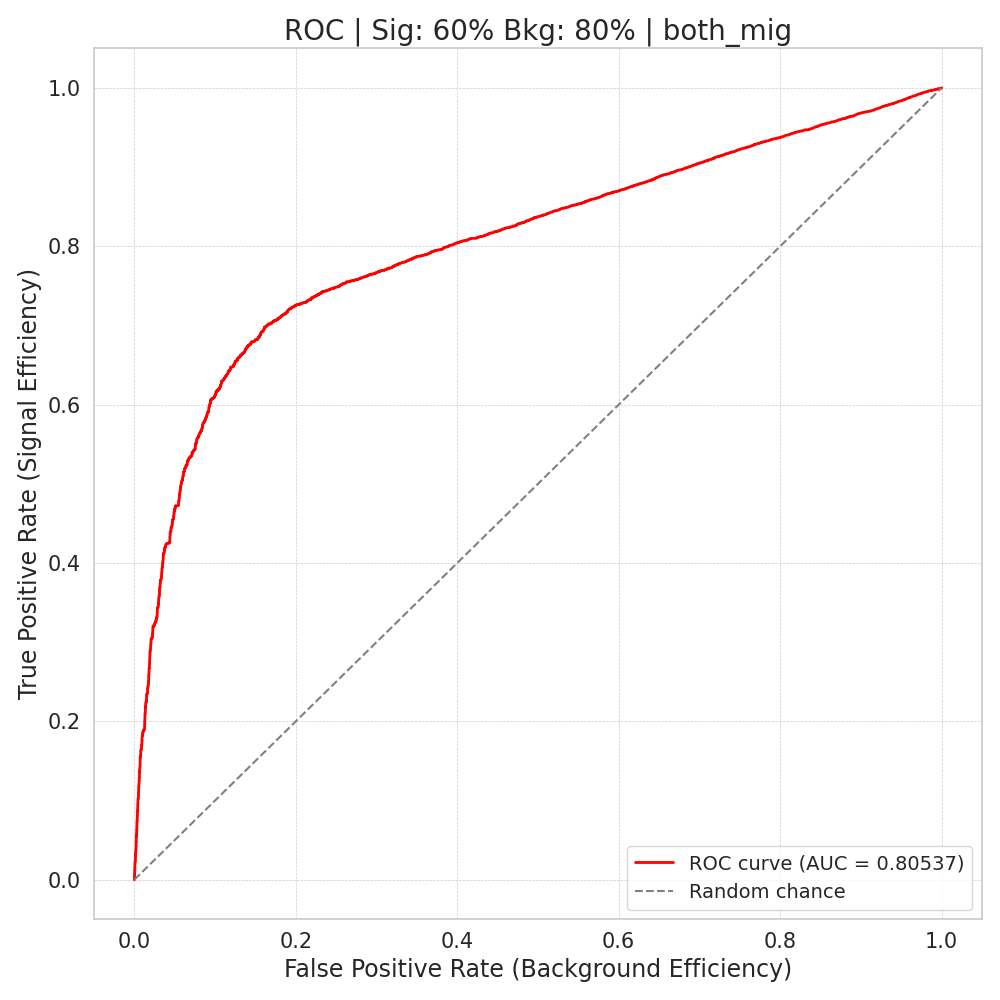 ROC | Sig: 60% Bkg: 80% | both_mig
True Positive Rate (Signal Efficiency)
1.0
0.8
0.6
0.4
0.2
0.0
ROC curve (AUC = 0.80537)
Random chance
0.0 0.2 0.4 0.6 0.8 1.0
False Positive Rate (Background Efficiency)